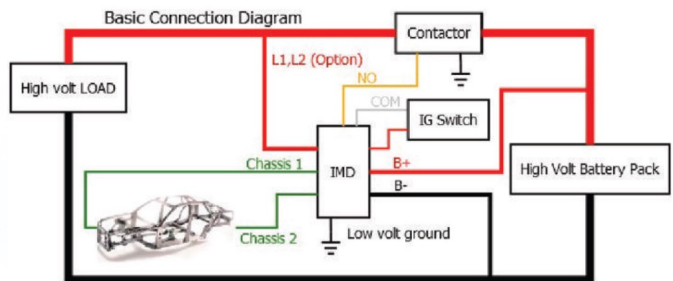 Basic Connection Diagram
Contactor
L1,L2 (Option)
High volt LOAD
NO
COM
IG Switch
Chassis 1
IMD
B+
High Volt Battery Pack
B-
Chassis 2
Low volt ground